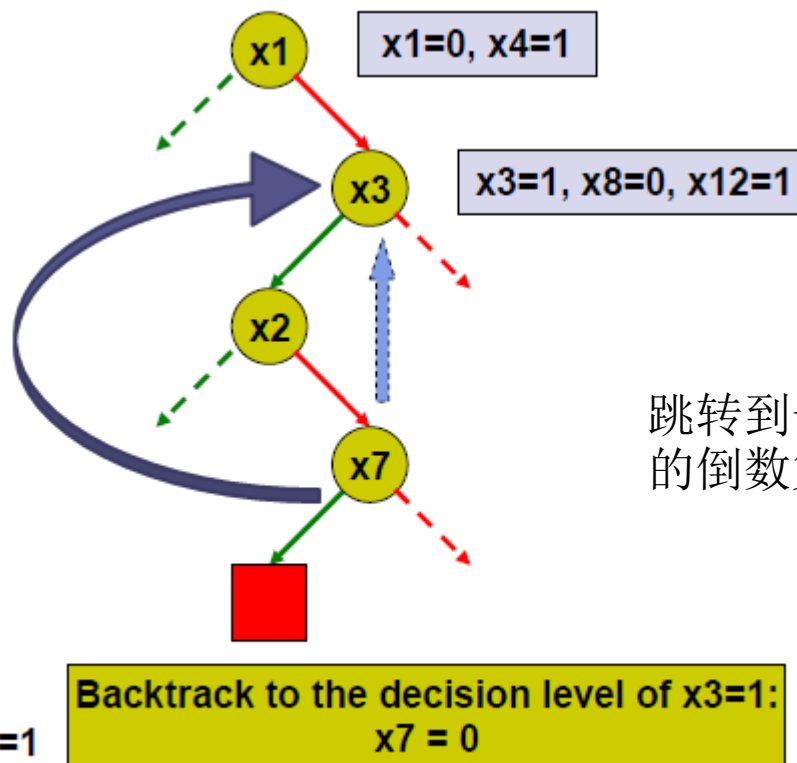 x1
x1=0, x4=1
x3
x3=1, x8=0, x12=1
x2
跳转到
的倒数
x7
Backtrack to the decision level of x3=1:
x7 = 0
=1